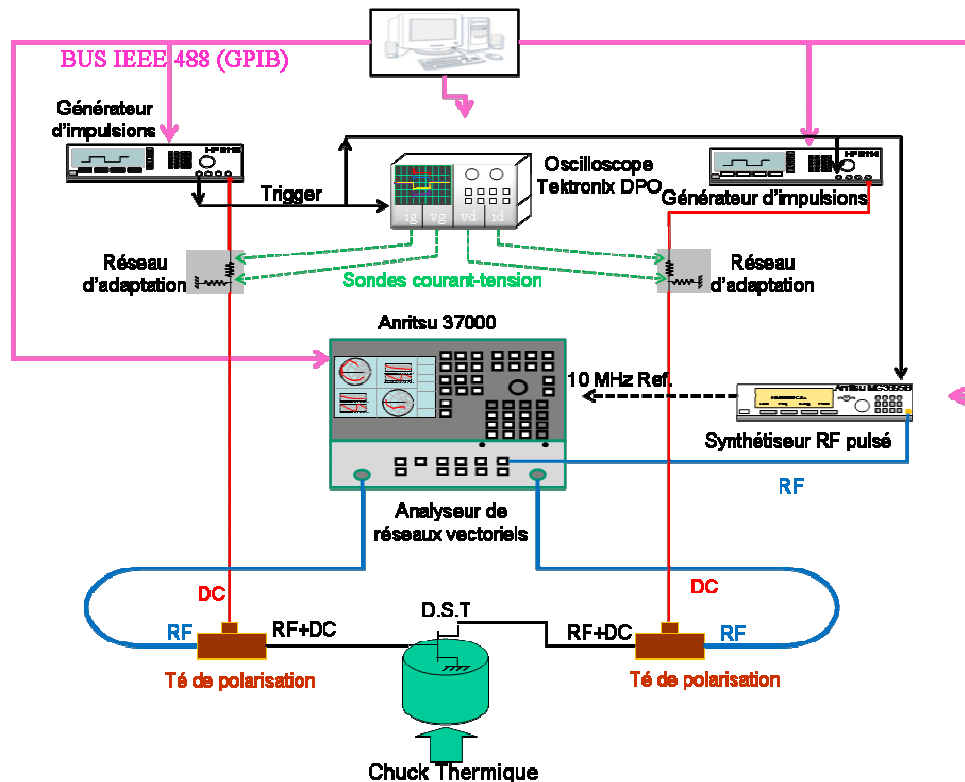 BUS IEEE 488 (GPIB)
Générateur
d'impulsions
Trigger
Oscilloscope
Tektronix DPO
Générateur d'impulsions
ig vg vd id
Réseau
d'adaptation
Sondes courant-tension
Réseau
d'adaptation
Anritsu 37000
10 MHz Ref.
Anritsu MG3695B
Synthétiseur RF pulsé
RF
Analyseur de
réseaux vectoriels
DC
DC
D.S.T
RF
RF+DC
RF+DC
RF
Té de polarisation
Té de polarisation
Chuck Thermique